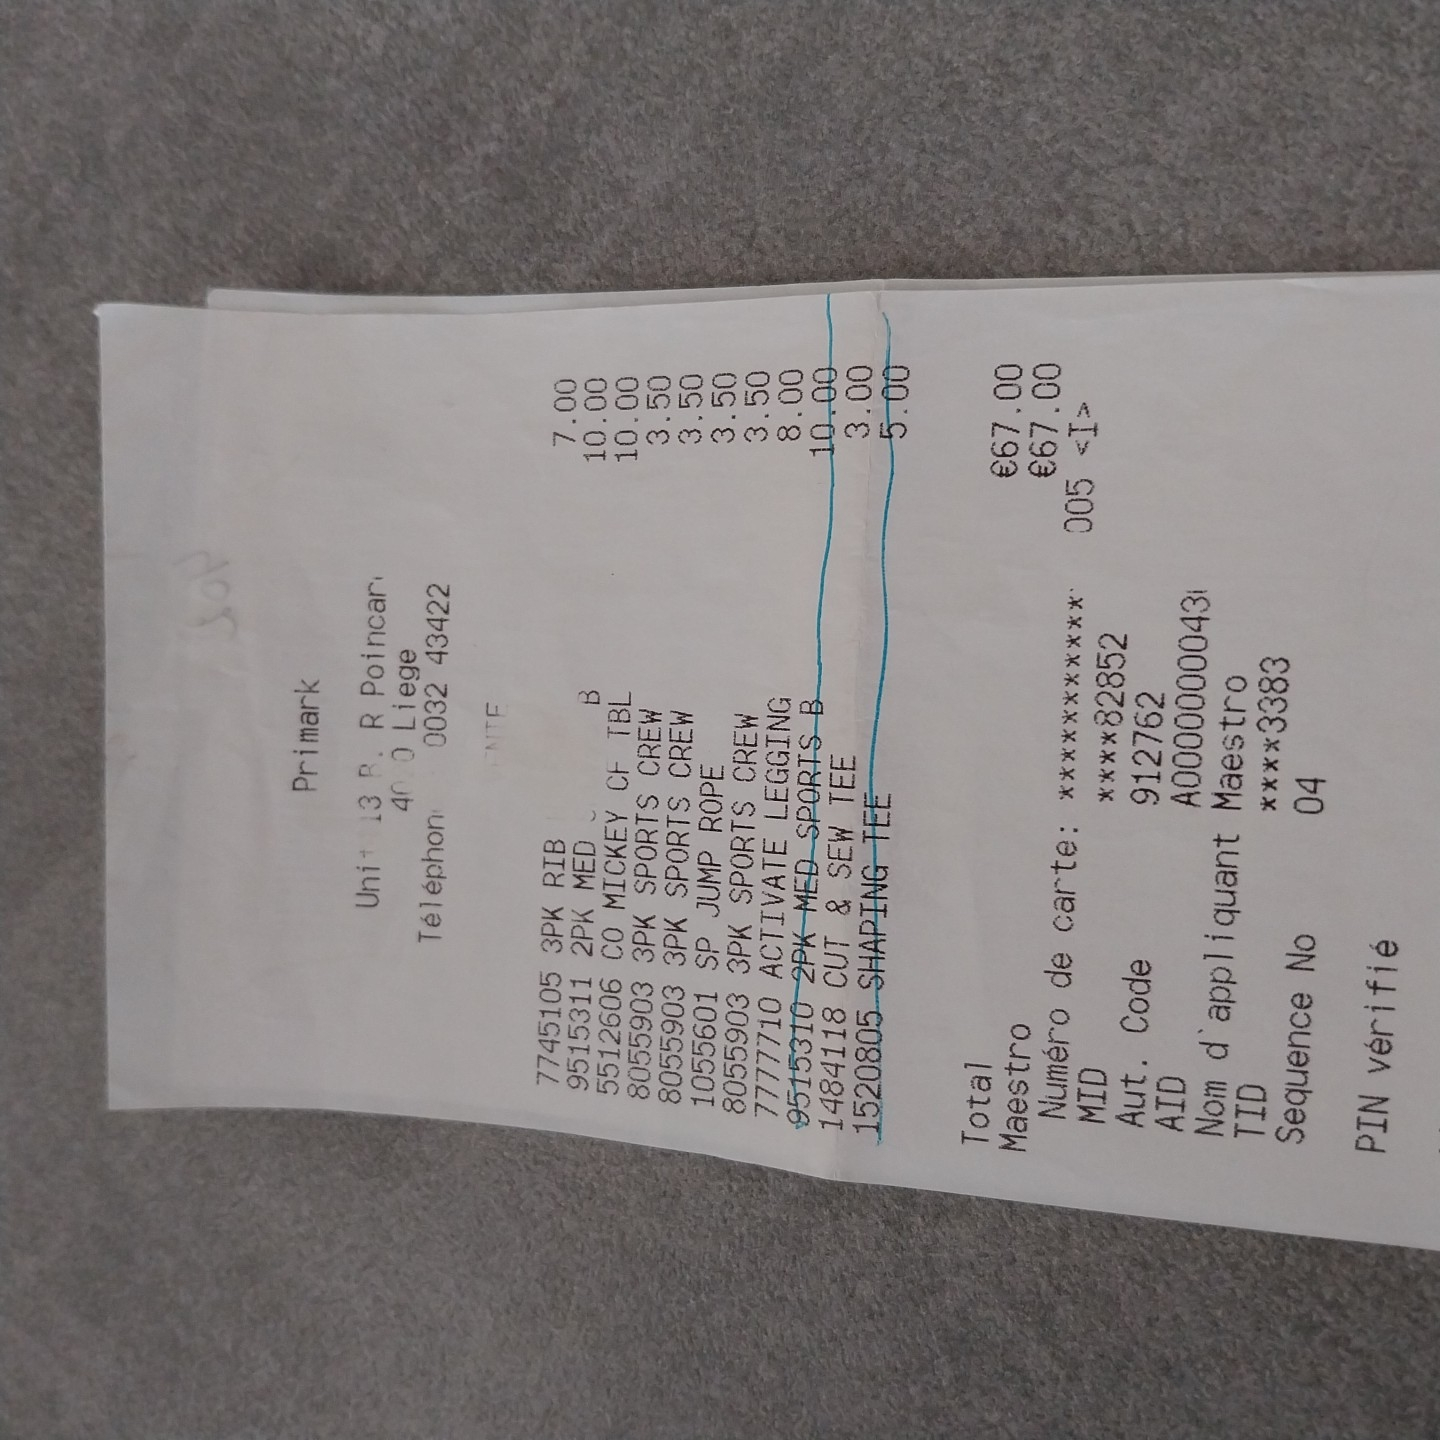 Primark
13 R. R Poincar
Liege
0032 43422
7745105 3PK RIB 7.00
9515311 2PK MED B 10.00
5512606 CO MICKEY TBL 10.00
8055903 3PK SPORTS CREW 3.50
8055903 3PK SPORTS CREW 3.50
1055601 SP JUMP ROPE 3.50
8055903 3PK SPORTS CREW 3.50
7777710 ACTIVATE LEGGING 8.00
9515310 2PK MED SPORTS B 10.00
1484118 CUT & SEW TEE 3.00
1520805 SHAPING TEE 5.00
Total €67.00
Maestro €67.00
Numéro de carte: ************* 005 <I>
MID ****82852
Aut. Code 912762
AID A000000043
Nom d`appliquant Maestro
TID ****3383
Sequence No 04
PIN vérifié